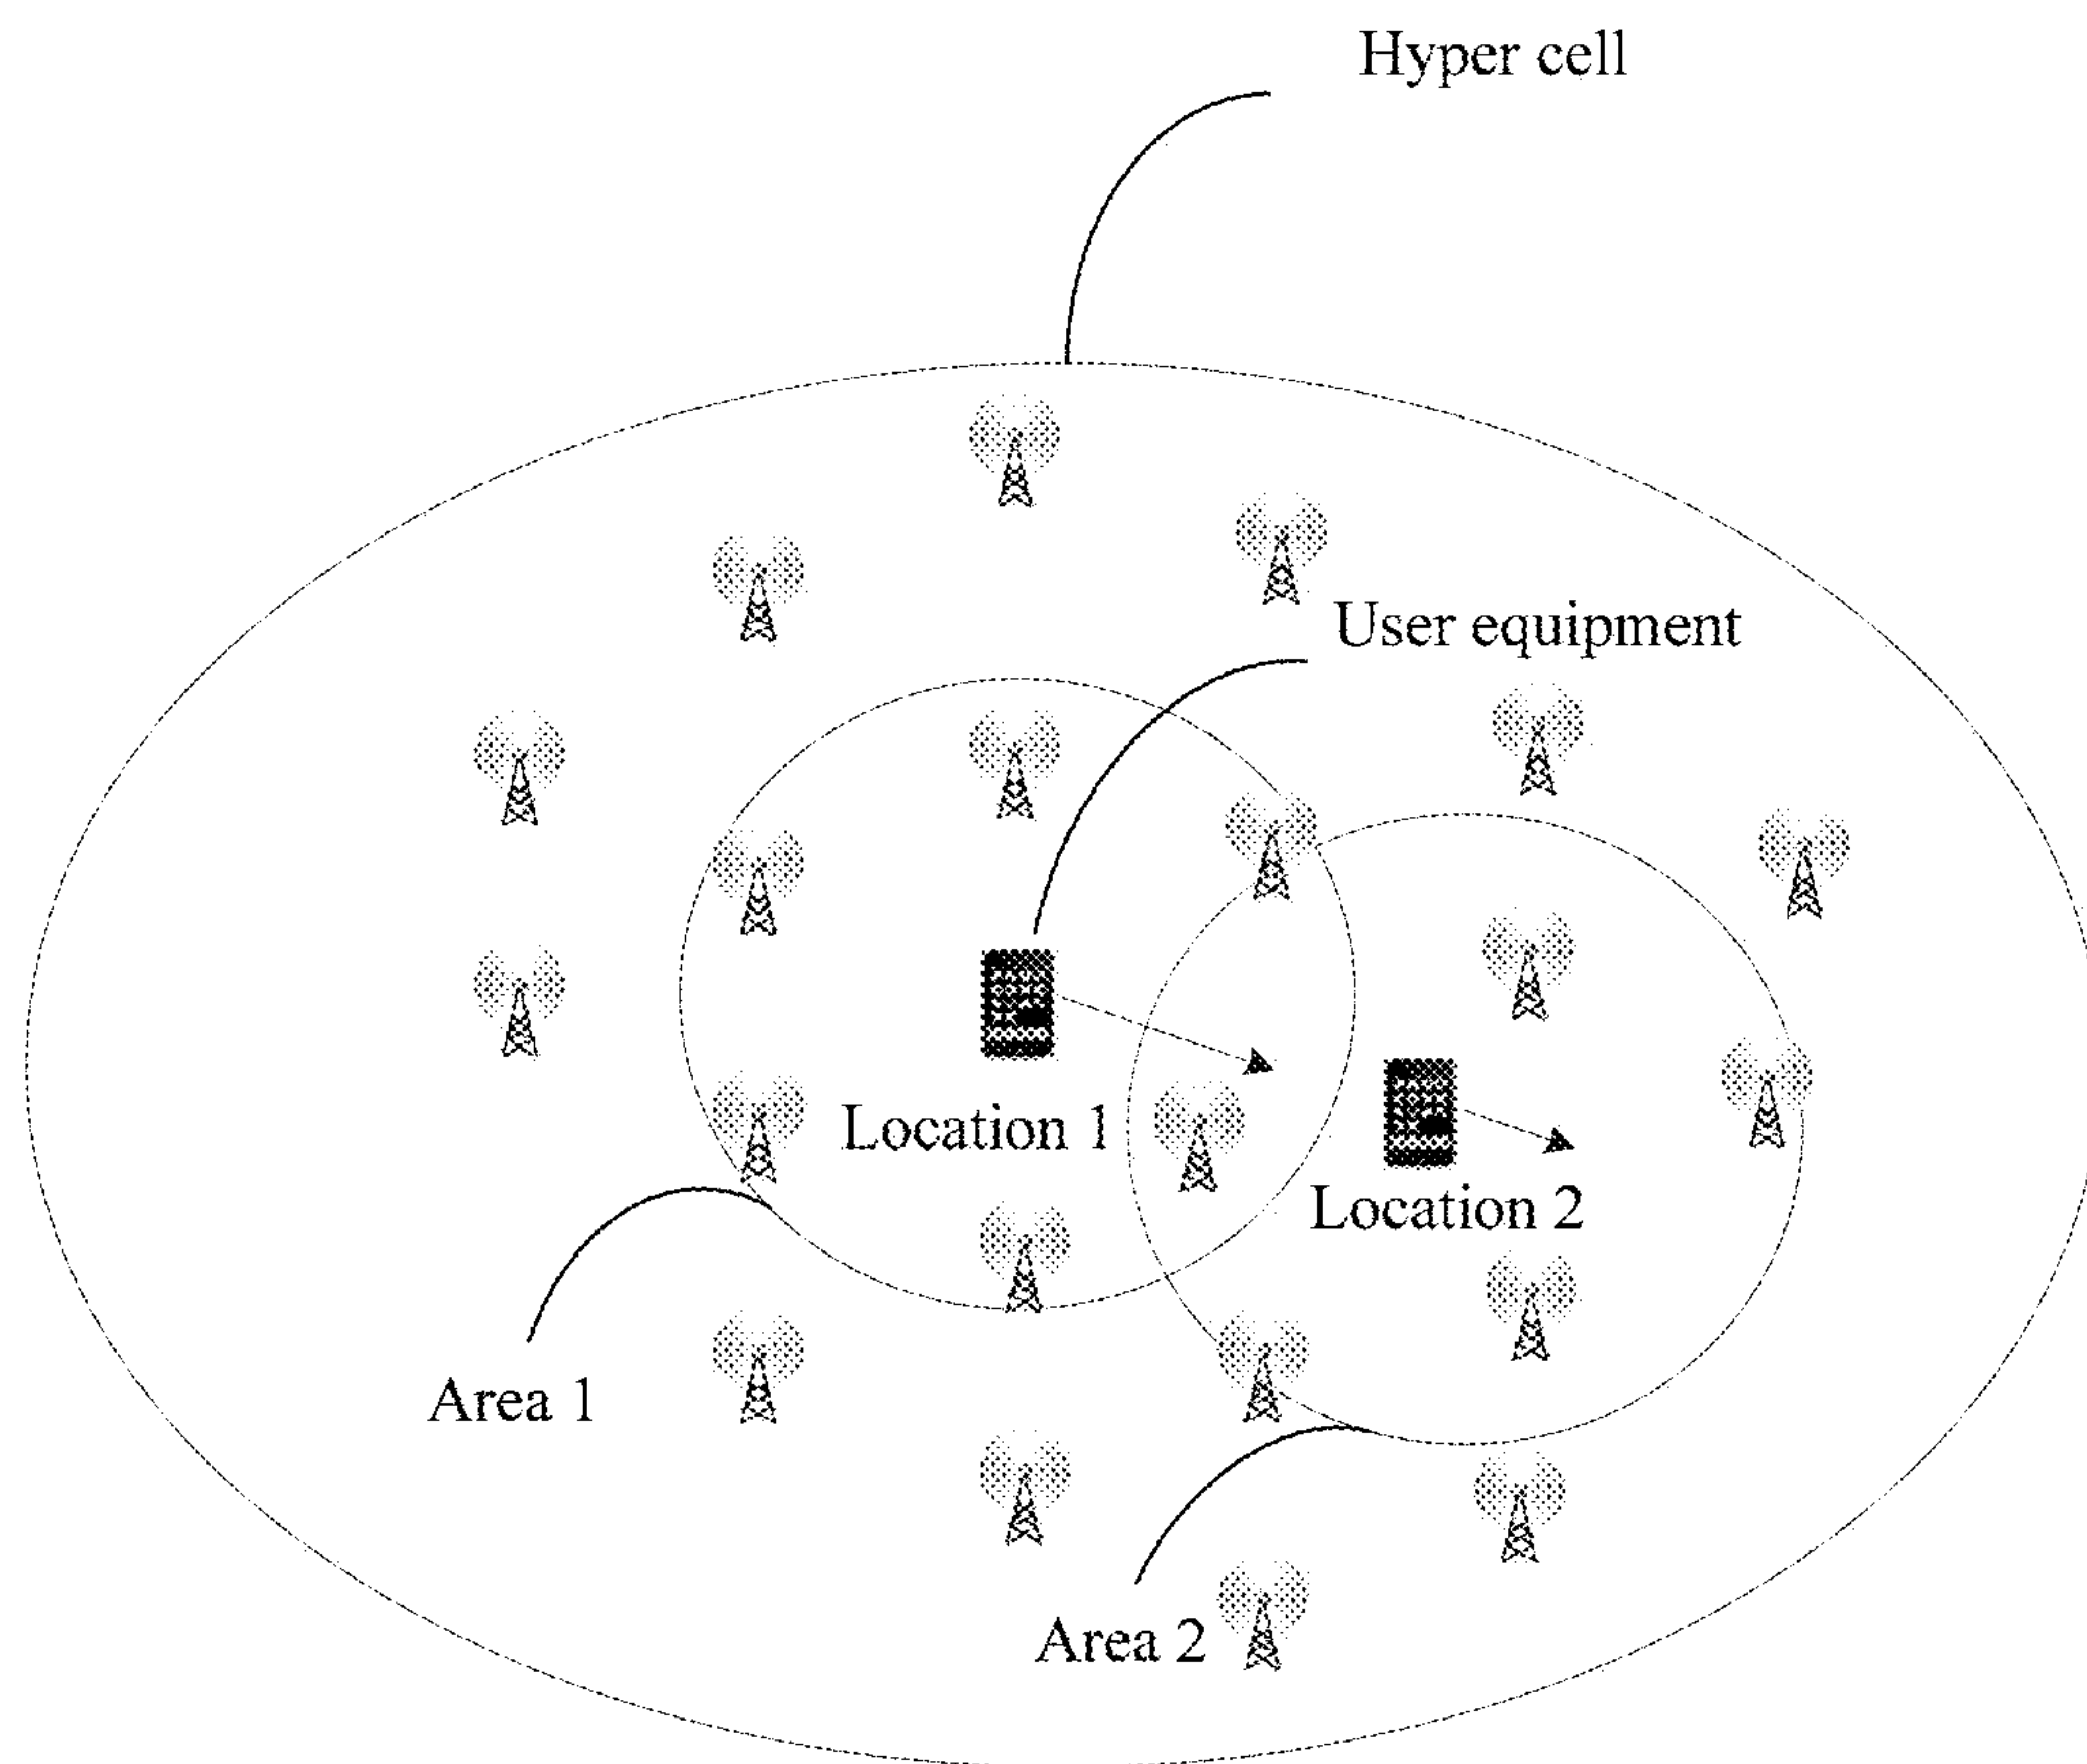 Hyper cell
User equipment
Location 1
Location 2
Area 1
Area 2